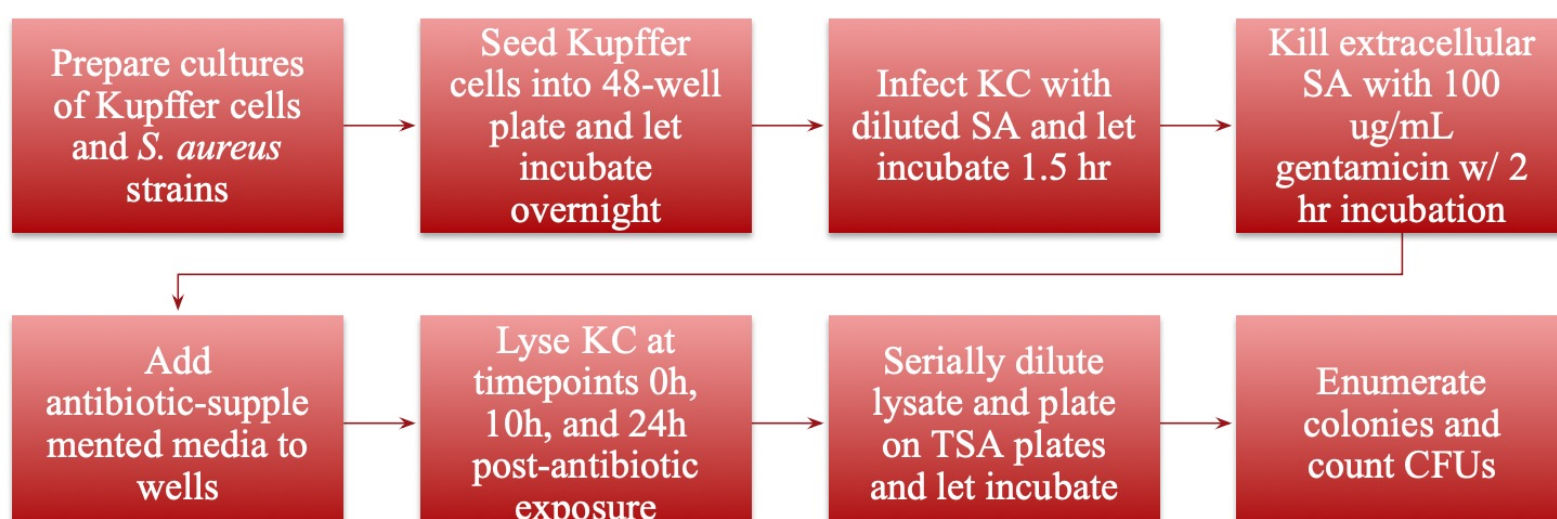 Prepare cultures
of Kupffer cells
and S. aureus
strains
Seed Kupffer
cells into 48-well
plate and let
incubate
overnight
Infect KC with
diluted SA and let
incubate 1.5 hr
Kill extracellular
SA with 100
ug/mL
gentamicin w/ 2
hr incubation
Add
antibiotic-supple
mented media to
wells
Lyse KC at
timepoints 0h,
10h, and 24h
post-antibiotic
exposure
Serially dilute
lysate and plate
on TSA plates
and let incubate
Enumerate
colonies and
count CFUs